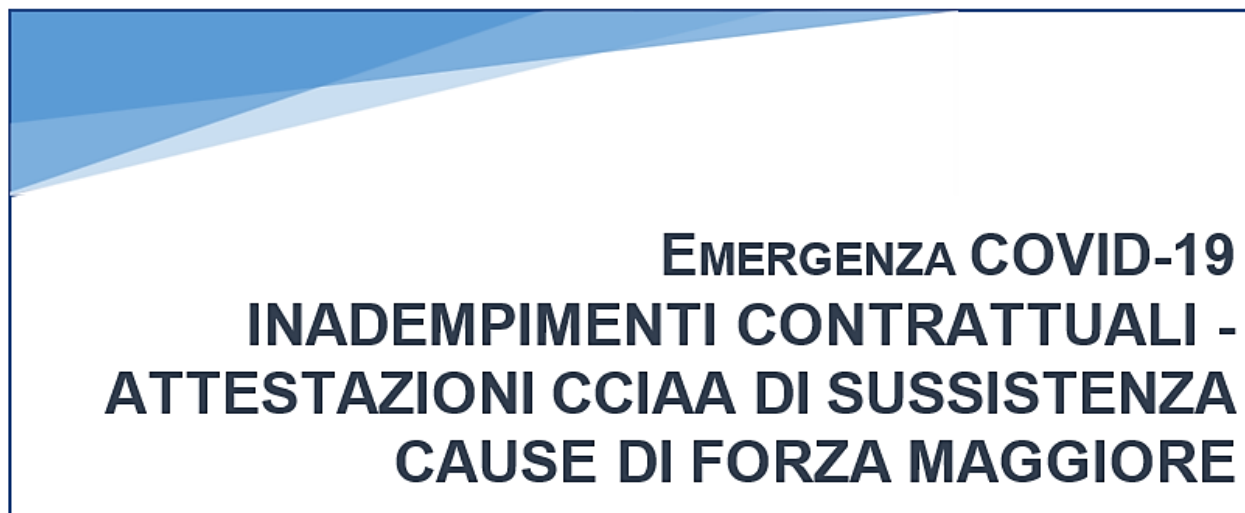 EMERGENZA COVID-19
INADEMPIMENTI CONTRATTUALI -
ATTESTAZIONI CCIAA DI SUSSISTENZA
CAUSE DI FORZA MAGGIORE